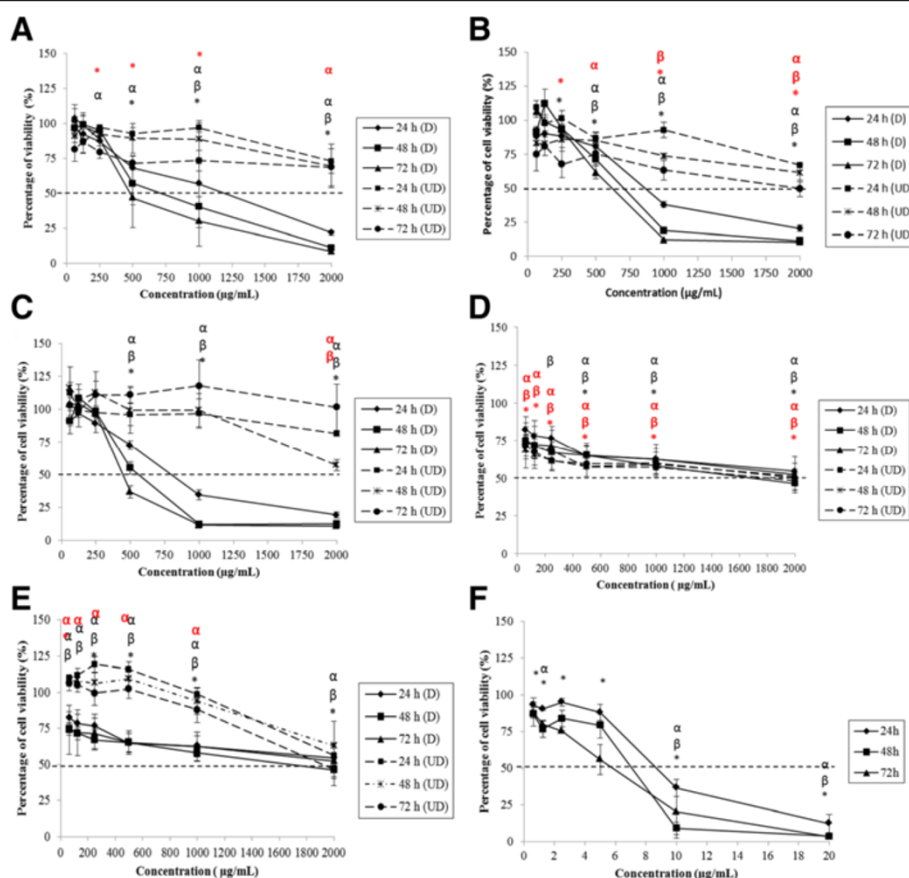 A
150
125
100
75
50
25
0
Percentage of viability (%)
0 250 500 750 1000 1250 1500 1750 2000
Concentration (µg/mL)
* * * α
α α β * α β * α β *
24 h (D)
48 h (D)
72 h (D)
24 h (UD)
48 h (UD)
72 h (UD)
B
150
125
100
75
50
25
0
Percentage of cell viability (%)
0 250 500 750 1000 1250 1500 1750 2000
Concentration (µg/mL)
* α β * α β *
* α β * α β * α β *
24 h (D)
48 h (D)
72 h (D)
24 h (UD)
48 h (UD
72 h (UD)
C
150
125
100
75
50
25
0
Percentage of cell viability (%)
0 250 500 750 1000 1250 1500 1750 2000
Concentration (µg/mL)
α β * α β * α β α β *
24 h (D)
48 h (D)
72 h (D)
24 h (UD)
48 h (UD)
72 h (UD)
D
150
125
100
75
50
25
0
Percentage of cell viability (%)
0 200 400 600 800 1000 1200 1400 1600 1800 2000
Concentration ( µg/mL)
β α β * α β * α β *
α β * α β * α β * α β * α β * α β *
24 h (D)
48 h (D)
72 h (D)
24 h (UD)
48 h (UD)
72 h (UD)
E
150
125
100
75
50
25
0
Percentage of cell viability (%)
0 200 400 600 800 1000 1200 1400 1600 1800 2000
Concentration ( µg/mL)
α α α α α
α β α β α β * α β * α β * α β *
24 h (D)
48 h (D)
72 h (D)
24 h (UD)
48 h (UD)
72 h (UD)
F
150
125
100
75
50
25
0
Percentage of cell viability (%)
0 2 4 6 8 10 12 14 16 18 20
Concentration (µg/mL)
* α * * * α β * α β *
24h
48h
72h